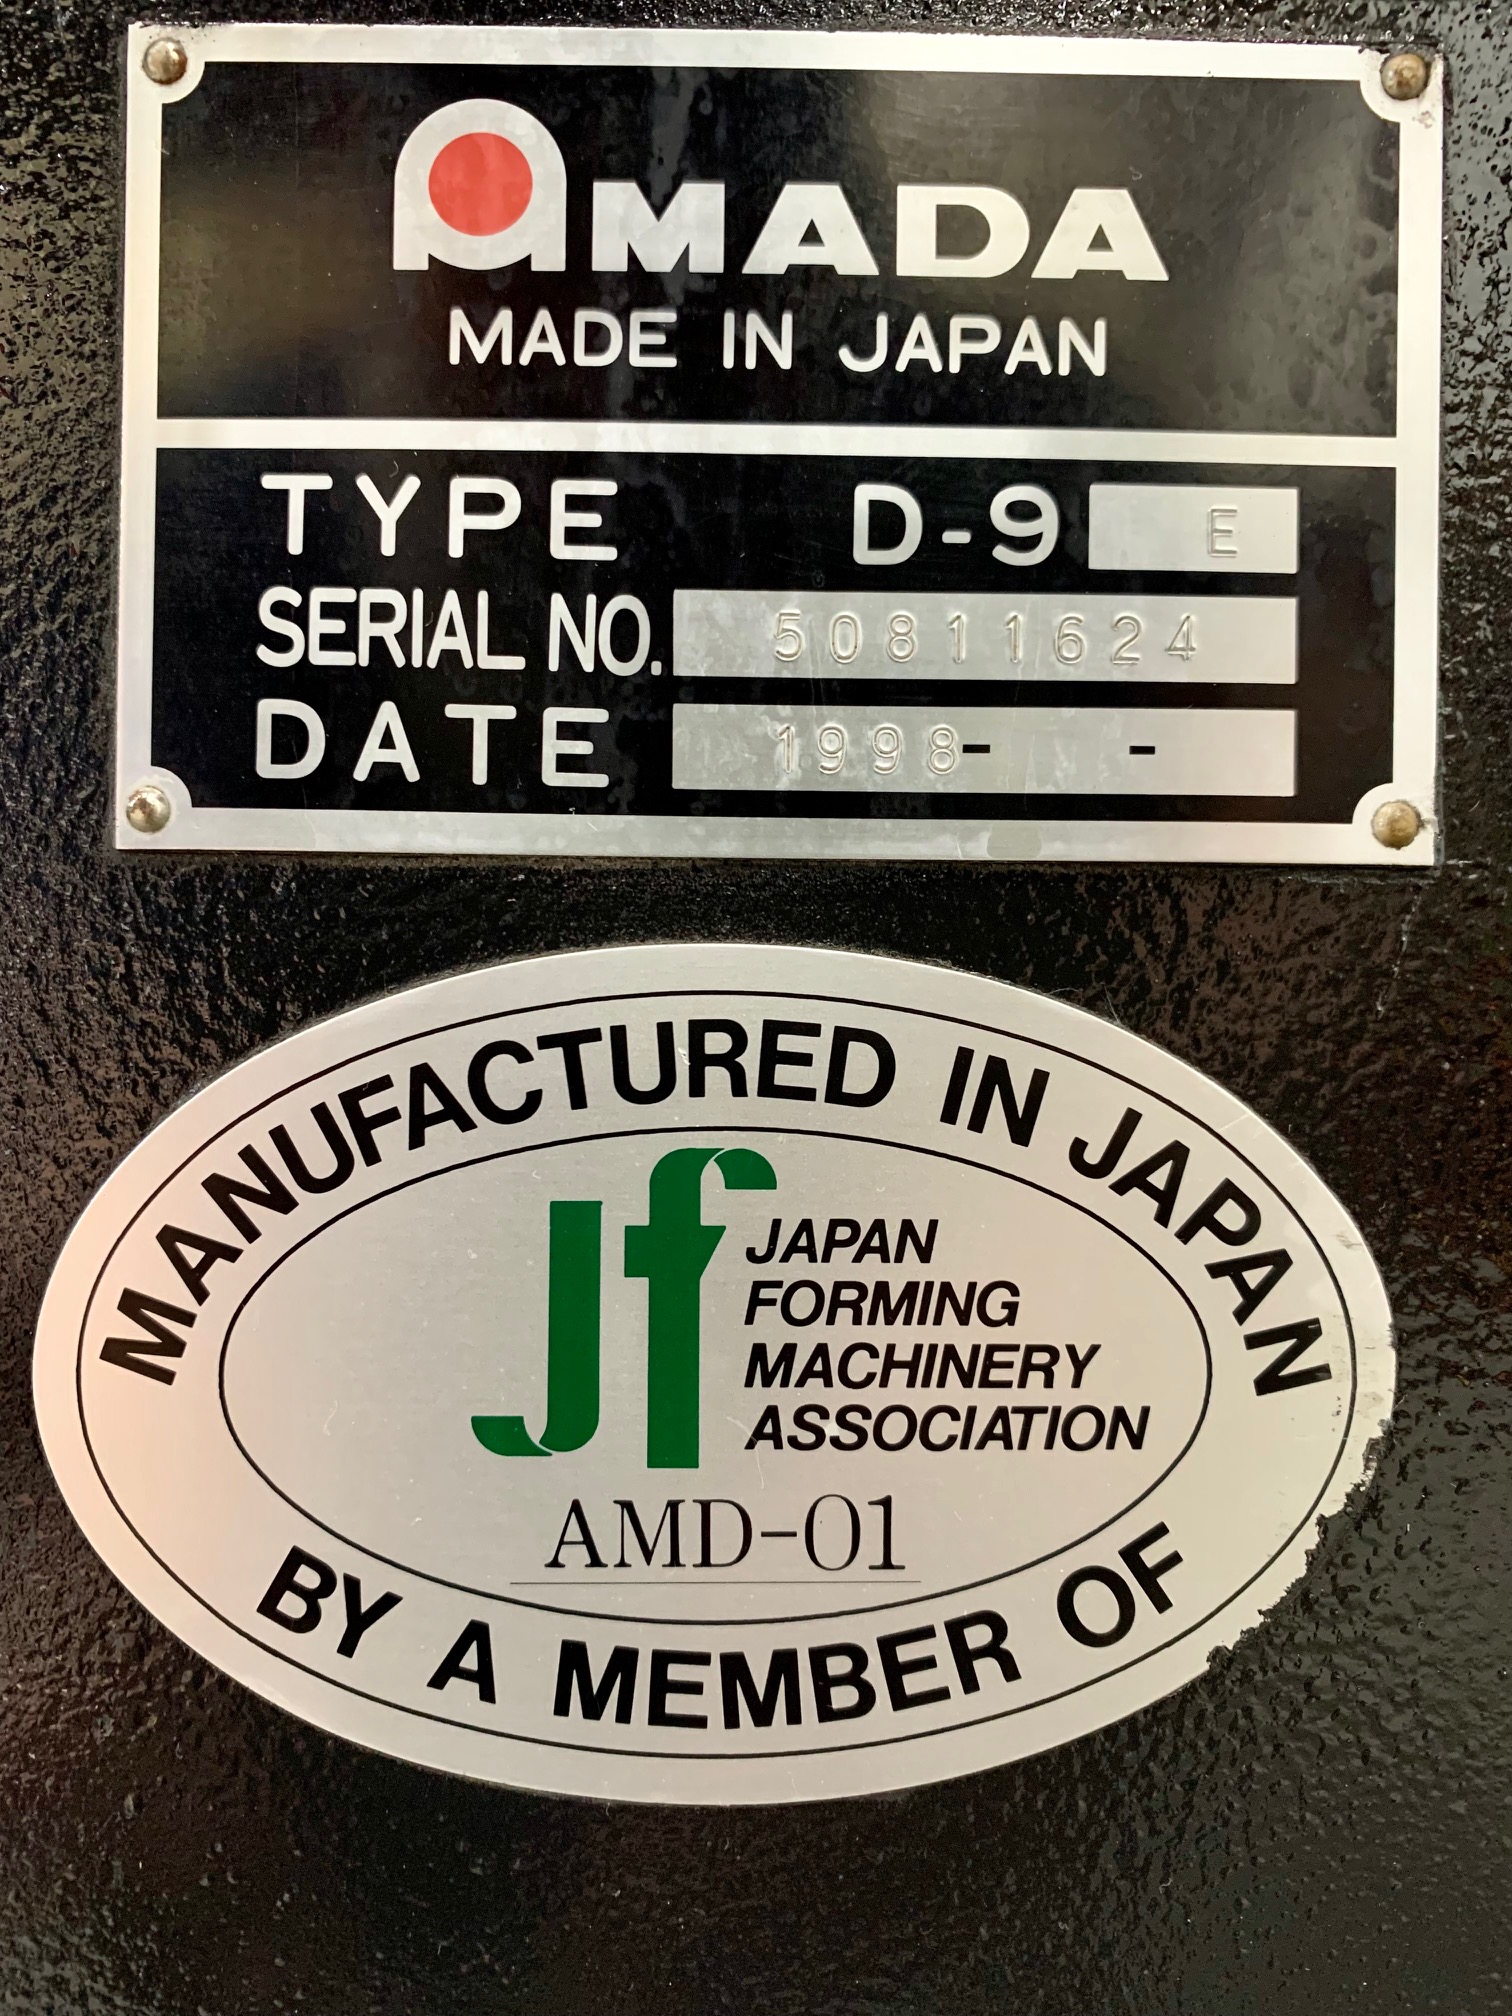 AMADA
MADE IN JAPAN
TYPE D-9 E
SERIAL NO. 50811624
DATE 1998- -
MANUFACTURED IN JAPAN
Jf
JAPAN
FORMING
MACHINERY
ASSOCIATION
AMD-01
BY A MEMBER OF